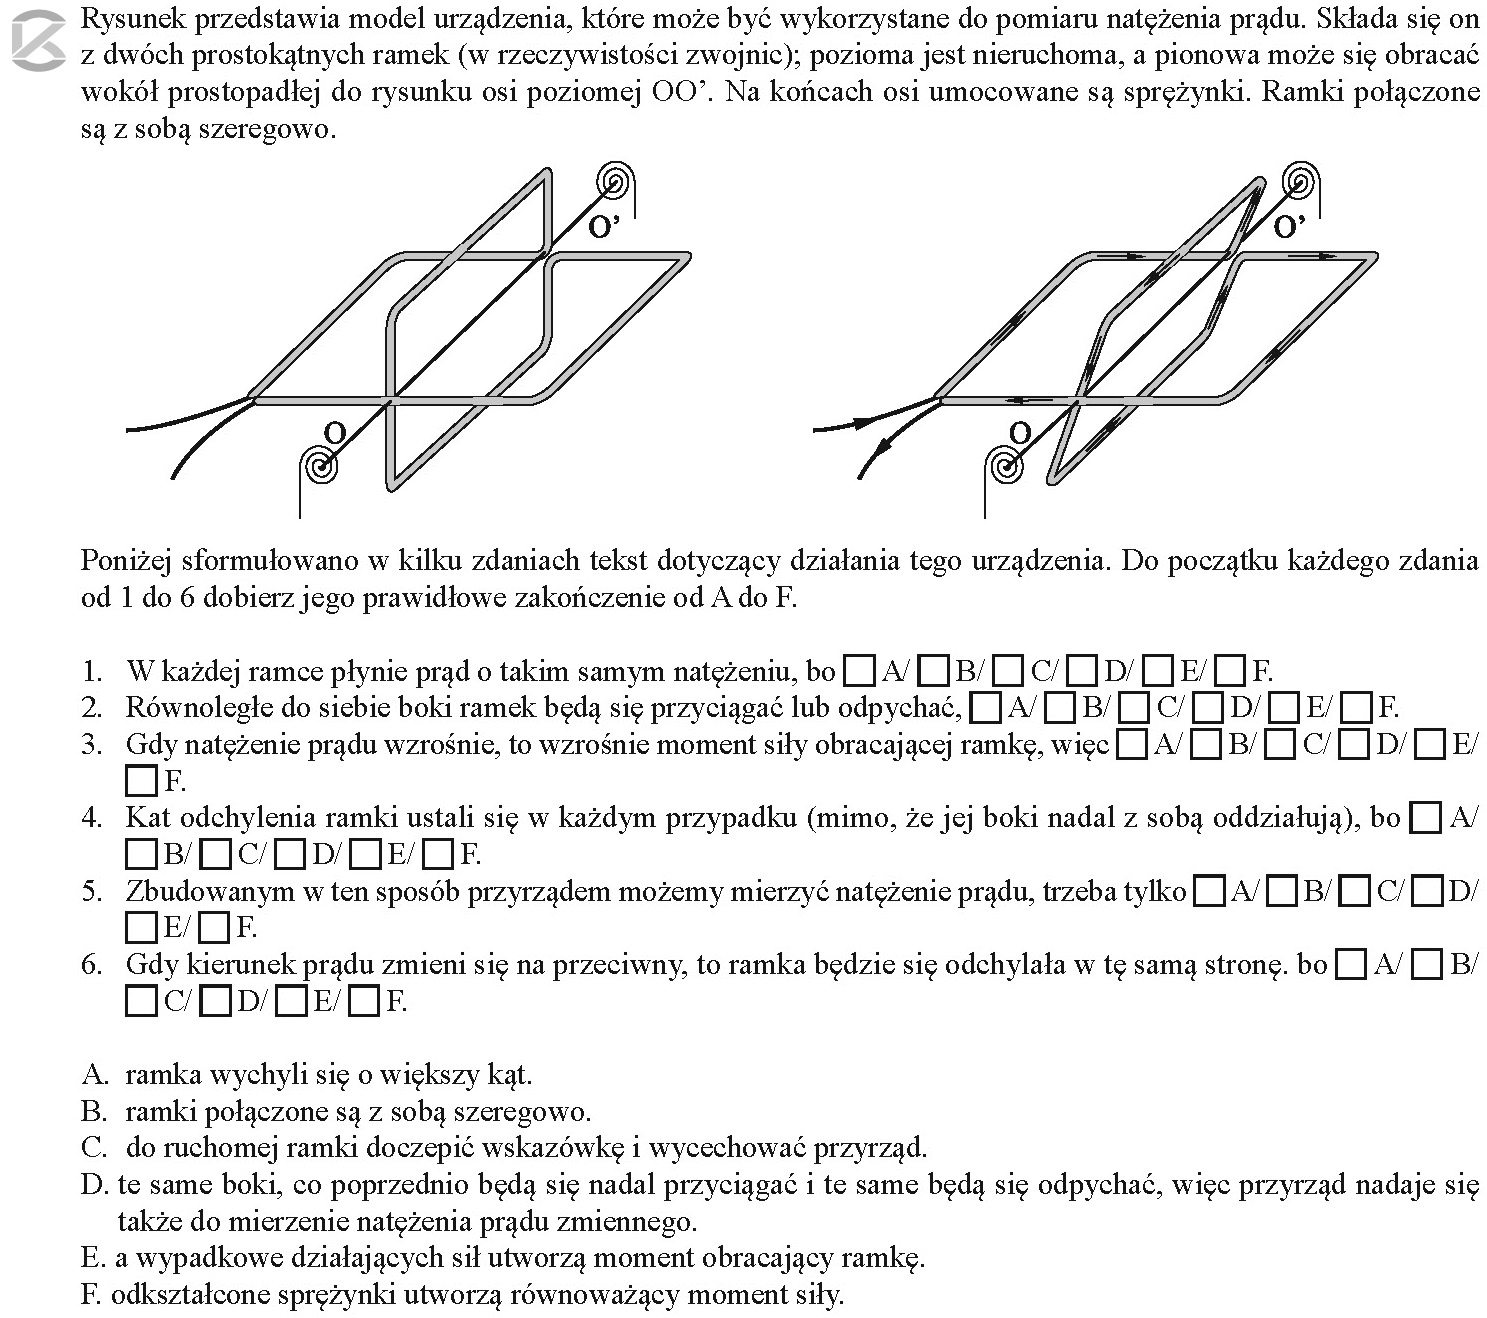 Rysunek przedstawia model urządzenia, które może być wykorzystane do pomiaru natężenia prądu. Składa się on
z dwóch prostokątnych ramek (w rzeczywistości zwojnic); pozioma jest nieruchoma, a pionowa może się obracać
wokół prostopadłej do rysunku osi poziomej OO’. Na końcach osi umocowane są sprężynki. Ramki połączone
są z sobą szeregowo.
O’
O
O’
O
Poniżej sformułowano w kilku zdaniach tekst dotyczący działania tego urządzenia. Do początku każdego zdania
od 1 do 6 dobierz jego prawidłowe zakończenie od A do F.
1. W każdej ramce płynie prąd o takim samym natężeniu, bo □ A/ □ B/ □ C/ □ D/ □ E/ □ F.
2. Równoległe do siebie boki ramek będą się przyciągać lub odpychać, □ A/ □ B/ □ C/ □ D/ □ E/ □ F.
3. Gdy natężenie prądu wzrośnie, to wzrośnie moment siły obracającej ramkę, więc □ A/ □ B/ □ C/ □ D/ □ E/
□ F.
4. Kat odchylenia ramki ustali się w każdym przypadku (mimo, że jej boki nadal z sobą oddziałują), bo □ A/
□ B/ □ C/ □ D/ □ E/ □ F.
5. Zbudowanym w ten sposób przyrządem możemy mierzyć natężenie prądu, trzeba tylko □ A/ □ B/ □ C/ □ D/
□ E/ □ F.
6. Gdy kierunek prądu zmieni się na przeciwny, to ramka będzie się odchylała w tę samą stronę. bo □ A/ □ B/
□ C/ □ D/ □ E/ □ F.
A. ramka wychyli się o większy kąt.
B. ramki połączone są z sobą szeregowo.
C. do ruchomej ramki doczepić wskazówkę i wycechować przyrząd.
D. te same boki, co poprzednio będą się nadal przyciągać i te same będą się odpychać, więc przyrząd nadaje się
także do mierzenie natężenia prądu zmiennego.
E. a wypadkowe działających sił utworzą moment obracający ramkę.
F. odkształcone sprężynki utworzą równoważący moment siły.